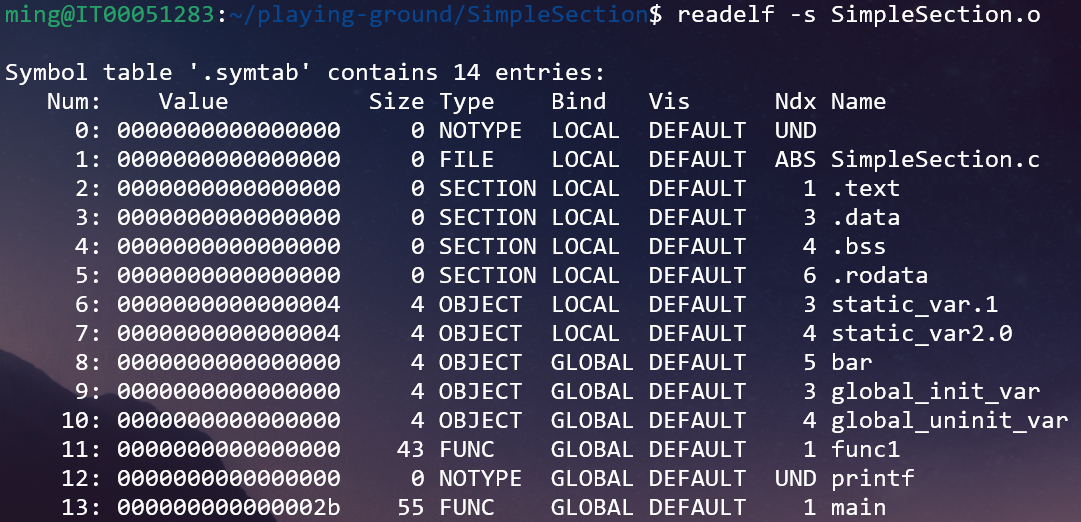 ming@IT00051283:~/playing-ground/SimpleSection$ readelf -s SimpleSection.o
Symbol table '.symtab' contains 14 entries:
   Num:    Value          Size Type    Bind   Vis      Ndx Name
     0: 0000000000000000     0 NOTYPE  LOCAL  DEFAULT  UND
     1: 0000000000000000     0 FILE    LOCAL  DEFAULT  ABS SimpleSection.c
     2: 0000000000000000     0 SECTION LOCAL  DEFAULT    1 .text
     3: 0000000000000000     0 SECTION LOCAL  DEFAULT    3 .data
     4: 0000000000000000     0 SECTION LOCAL  DEFAULT    4 .bss
     5: 0000000000000000     0 SECTION LOCAL  DEFAULT    6 .rodata
     6: 0000000000000004     4 OBJECT  LOCAL  DEFAULT    3 static_var.1
     7: 0000000000000004     4 OBJECT  LOCAL  DEFAULT    4 static_var2.0
     8: 0000000000000000     4 OBJECT  GLOBAL DEFAULT    5 bar
     9: 0000000000000000     4 OBJECT  GLOBAL DEFAULT    3 global_init_var
    10: 0000000000000000     4 OBJECT  GLOBAL DEFAULT    4 global_uninit_var
    11: 0000000000000000    43 FUNC    GLOBAL DEFAULT    1 func1
    12: 0000000000000000     0 NOTYPE  GLOBAL DEFAULT  UND printf
    13: 000000000000002b    55 FUNC    GLOBAL DEFAULT    1 main